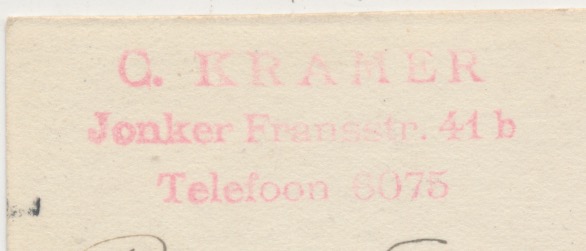 C. KRAMER
Jonker Fransstr. 41 b
Telefoon 6075